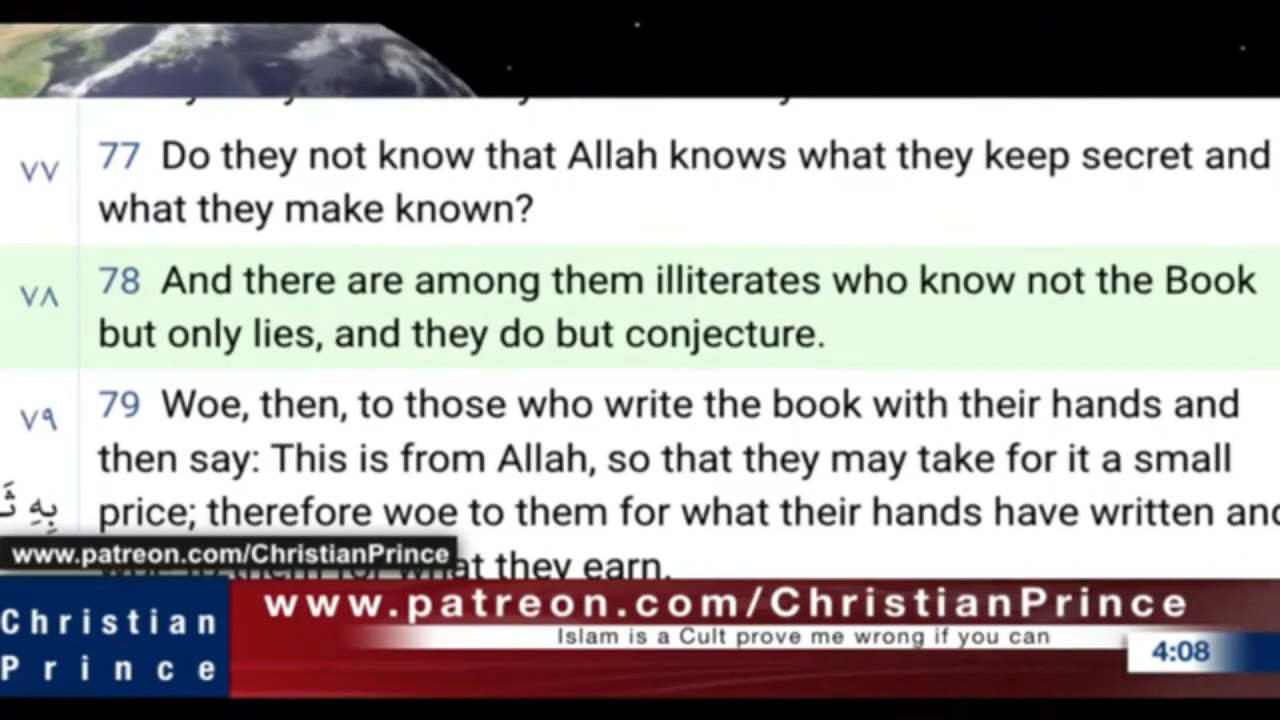 ٧٧
77 Do they not know that Allah knows what they keep secret and
what they make known?
٧٨
78 And there are among them illiterates who know not the Book
but only lies, and they do but conjecture.
٧٩
79 Woe, then, to those who write the book with their hands and
then say: This is from Allah, so that they may take for it a small
بِهِ
price; therefore woe to them for what their hands have written and
woe to them for what they earn.
www.patreon.com/ChristianPrince
www.patreon.com/ChristianPrince
Islam is a Cult prove me wrong if you can
Christian
Prince
4:08